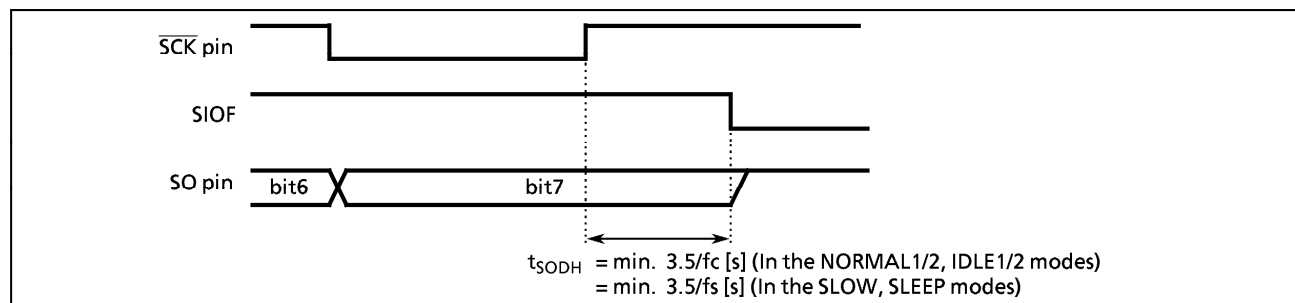 SCK pin
SIOF
SO pin bit6 bit7
tSODH = min. 3.5/fc [s] (In the NORMAL1/2, IDLE1/2 modes)
= min. 3.5/fs [s] (In the SLOW, SLEEP modes)